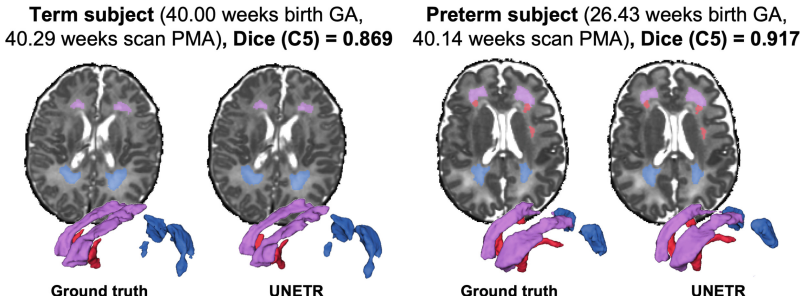 Term subject (40.00 weeks birth GA,
40.29 weeks scan PMA), Dice (C5) = 0.869
Preterm subject (26.43 weeks birth GA,
40.14 weeks scan PMA), Dice (C5) = 0.917
Ground truth
UNETR
Ground truth
UNETR